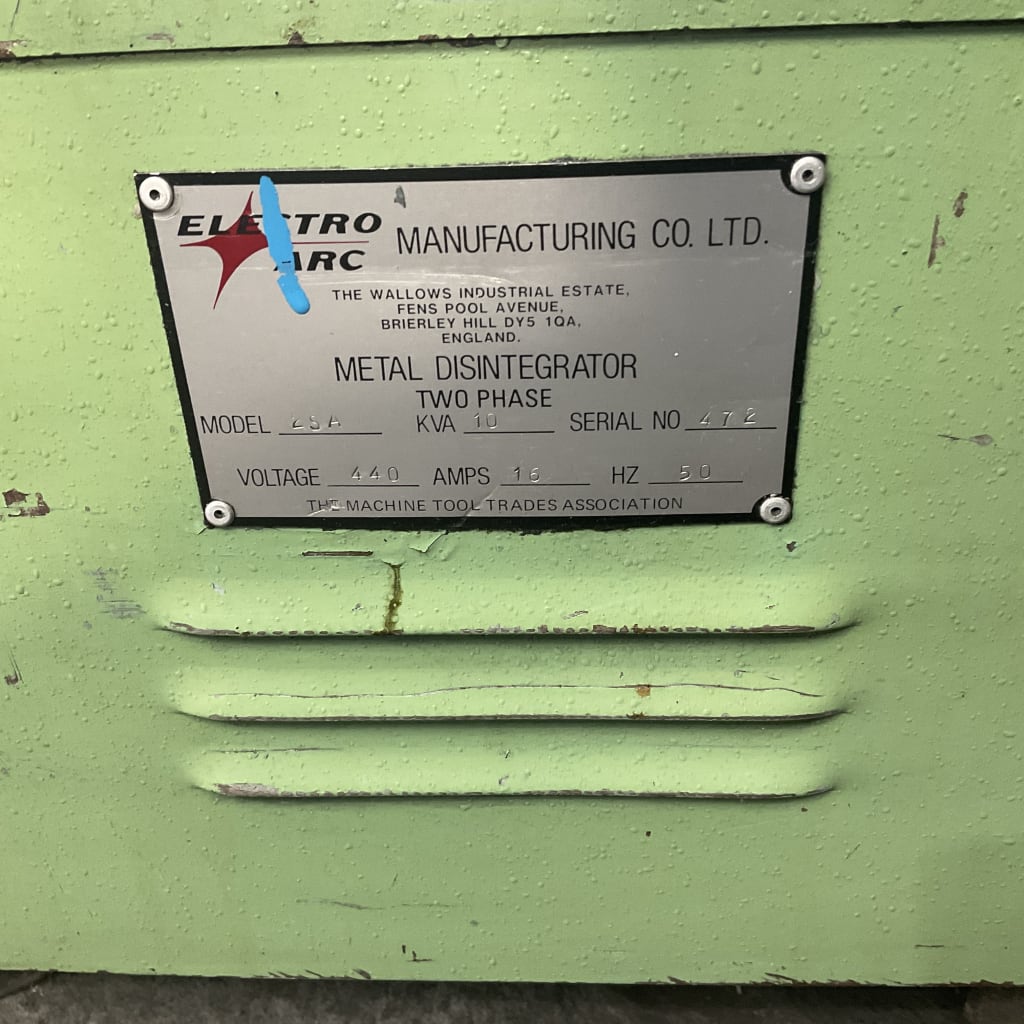 ELECTRO
ARC
MANUFACTURING CO. LTD.
THE WALLOWS INDUSTRIAL ESTATE,
FENS POOL AVENUE,
BRIERLEY HILL DY5 1QA,
ENGLAND.
METAL DISINTEGRATOR
TWO PHASE
MODEL 2SA KVA 10 SERIAL NO 472
VOLTAGE 440 AMPS 16 HZ 50
THE MACHINE TOOL TRADES ASSOCIATION